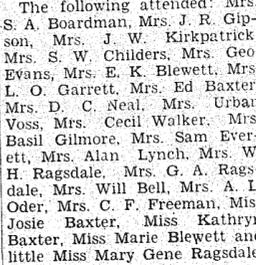 The following attended: Mrs.
S. A. Boardman, Mrs. J. R. Gip-
son, Mrs. J. W. Kirkpatrick
Mrs. S. W. Childers, Mrs. Geo
Evans, Mrs. E. K. Blewett, Mrs
L. O. Garrett, Mrs. Ed Baxter
Mrs. D. C. Neal, Mrs. Urban
Voss, Mrs. Cecil Walker, Mrs
Basil Gilmore, Mrs. Sam Ever-
ett, Mrs. Alan Lynch, Mrs. W
H. Ragsdale, Mrs. G. A. Rags-
dale, Mrs. Will Bell, Mrs. A. L
Oder, Mrs. C. F. Freeman, Mis
Josie Baxter, Miss Kathryn
Baxter, Miss Marie Blewett and
little Miss Mary Gene Ragsdale